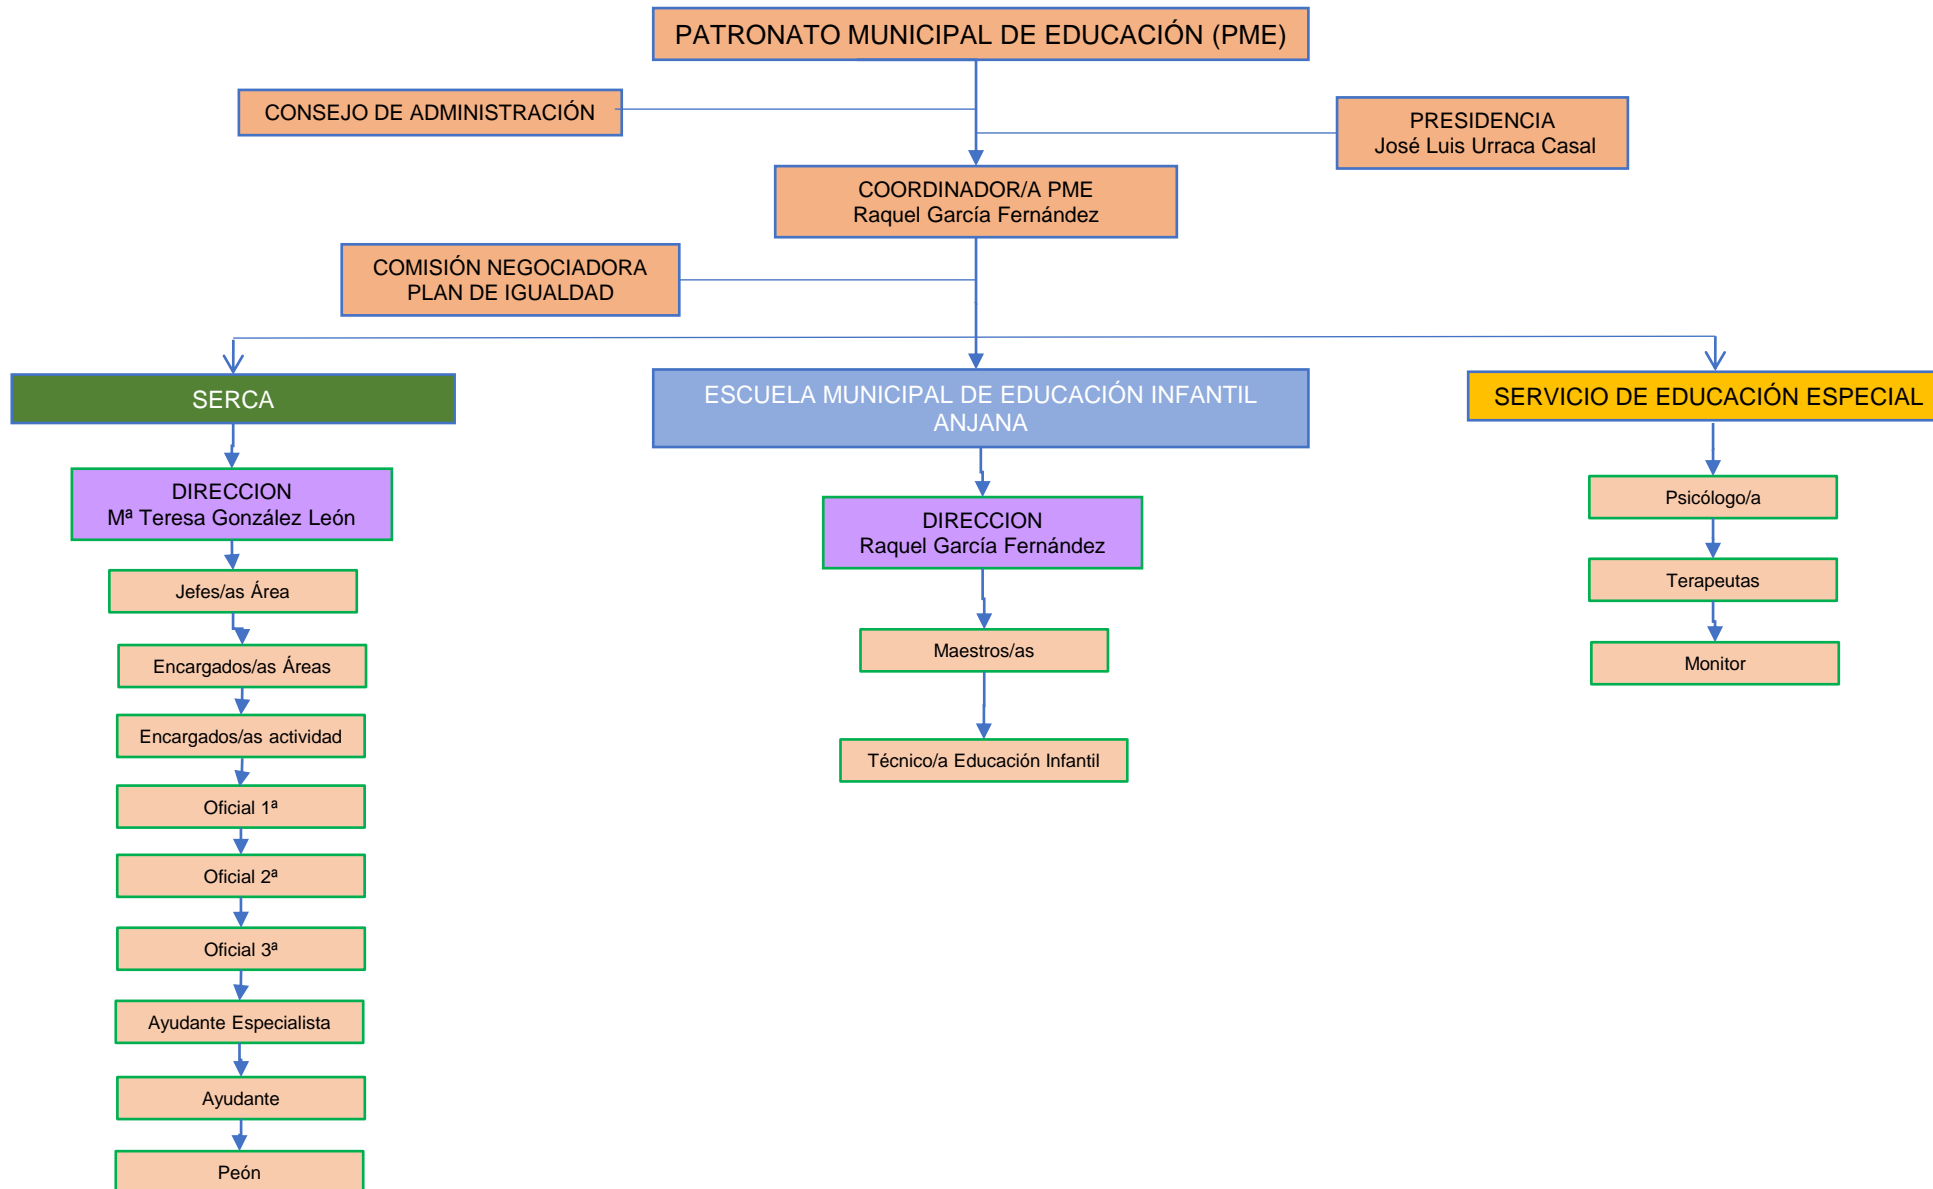 PATRONATO MUNICIPAL DE EDUCACIÓN (PME)
CONSEJO DE ADMINISTRACIÓN
PRESIDENCIA
José Luis Urraca Casal
COORDINADOR/A PME
Raquel García Fernández
COMISIÓN NEGOCIADORA
PLAN DE IGUALDAD
SERCA
DIRECCION
Mª Teresa González León
Jefes/as Área
Encargados/as Áreas
Encargados/as actividad
Oficial 1ª
Oficial 2ª
Oficial 3ª
Ayudante Especialista
Ayudante
Peón
ESCUELA MUNICIPAL DE EDUCACIÓN INFANTIL
ANJANA
DIRECCION
Raquel García Fernández
Maestros/as
Técnico/a Educación Infantil
SERVICIO DE EDUCACIÓN ESPECIAL
Psicólogo/a
Terapeutas
Monitor